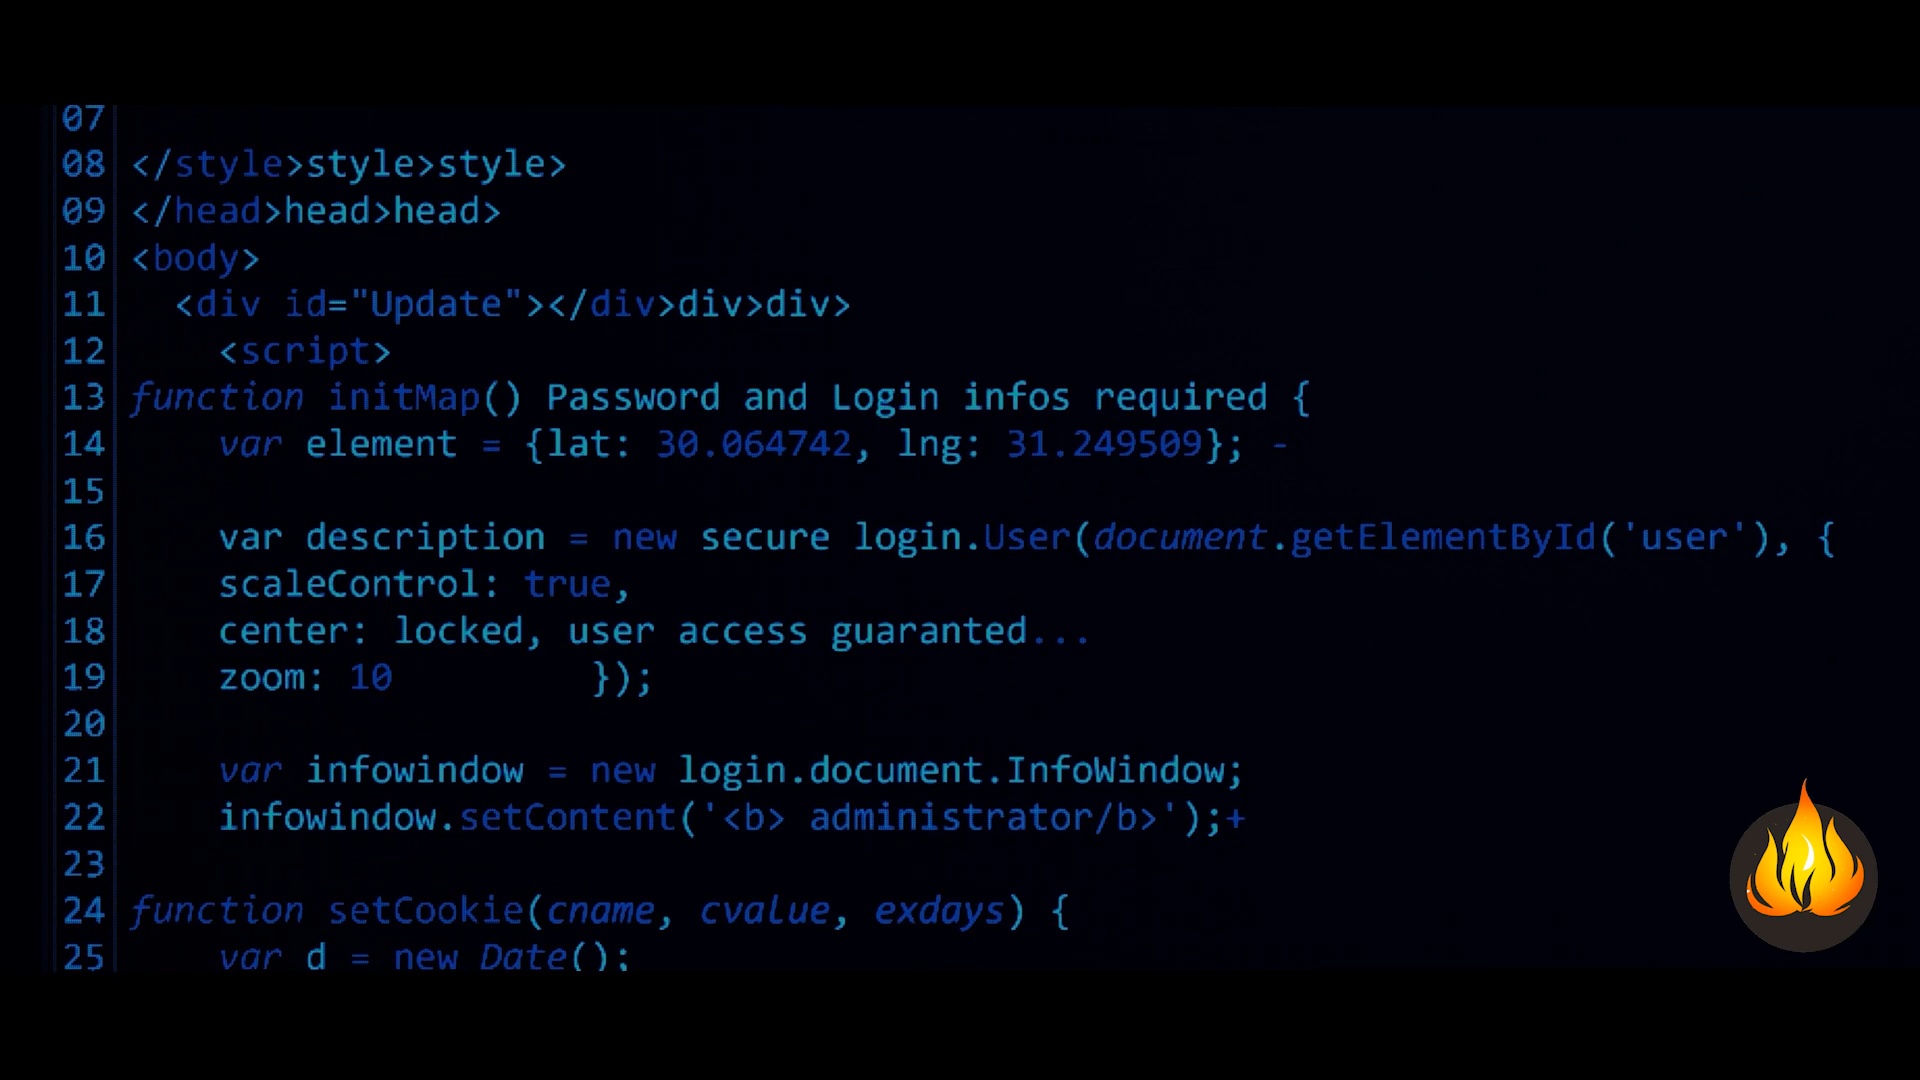 07
08 </style>style>style>
09 </head>head>head>
10 <body>
11 <div id="Update"></div>div>div>
12 <script>
13 function initMap() Password and Login infos required {
14 var element = {lat: 30.064742, lng: 31.249509}; -
15
16 var description = new secure login.User(document.getElementById('user'), {
17 scaleControl: true,
18 center: locked, user access guaranted...
19 zoom: 10 });
20
21 var infowindow = new login.document.InfoWindow;
22 infowindow.setContent('<b> administrator/b>');+
23
24 function setCookie(cname, cvalue, exdays) {
25 var d = new Date();